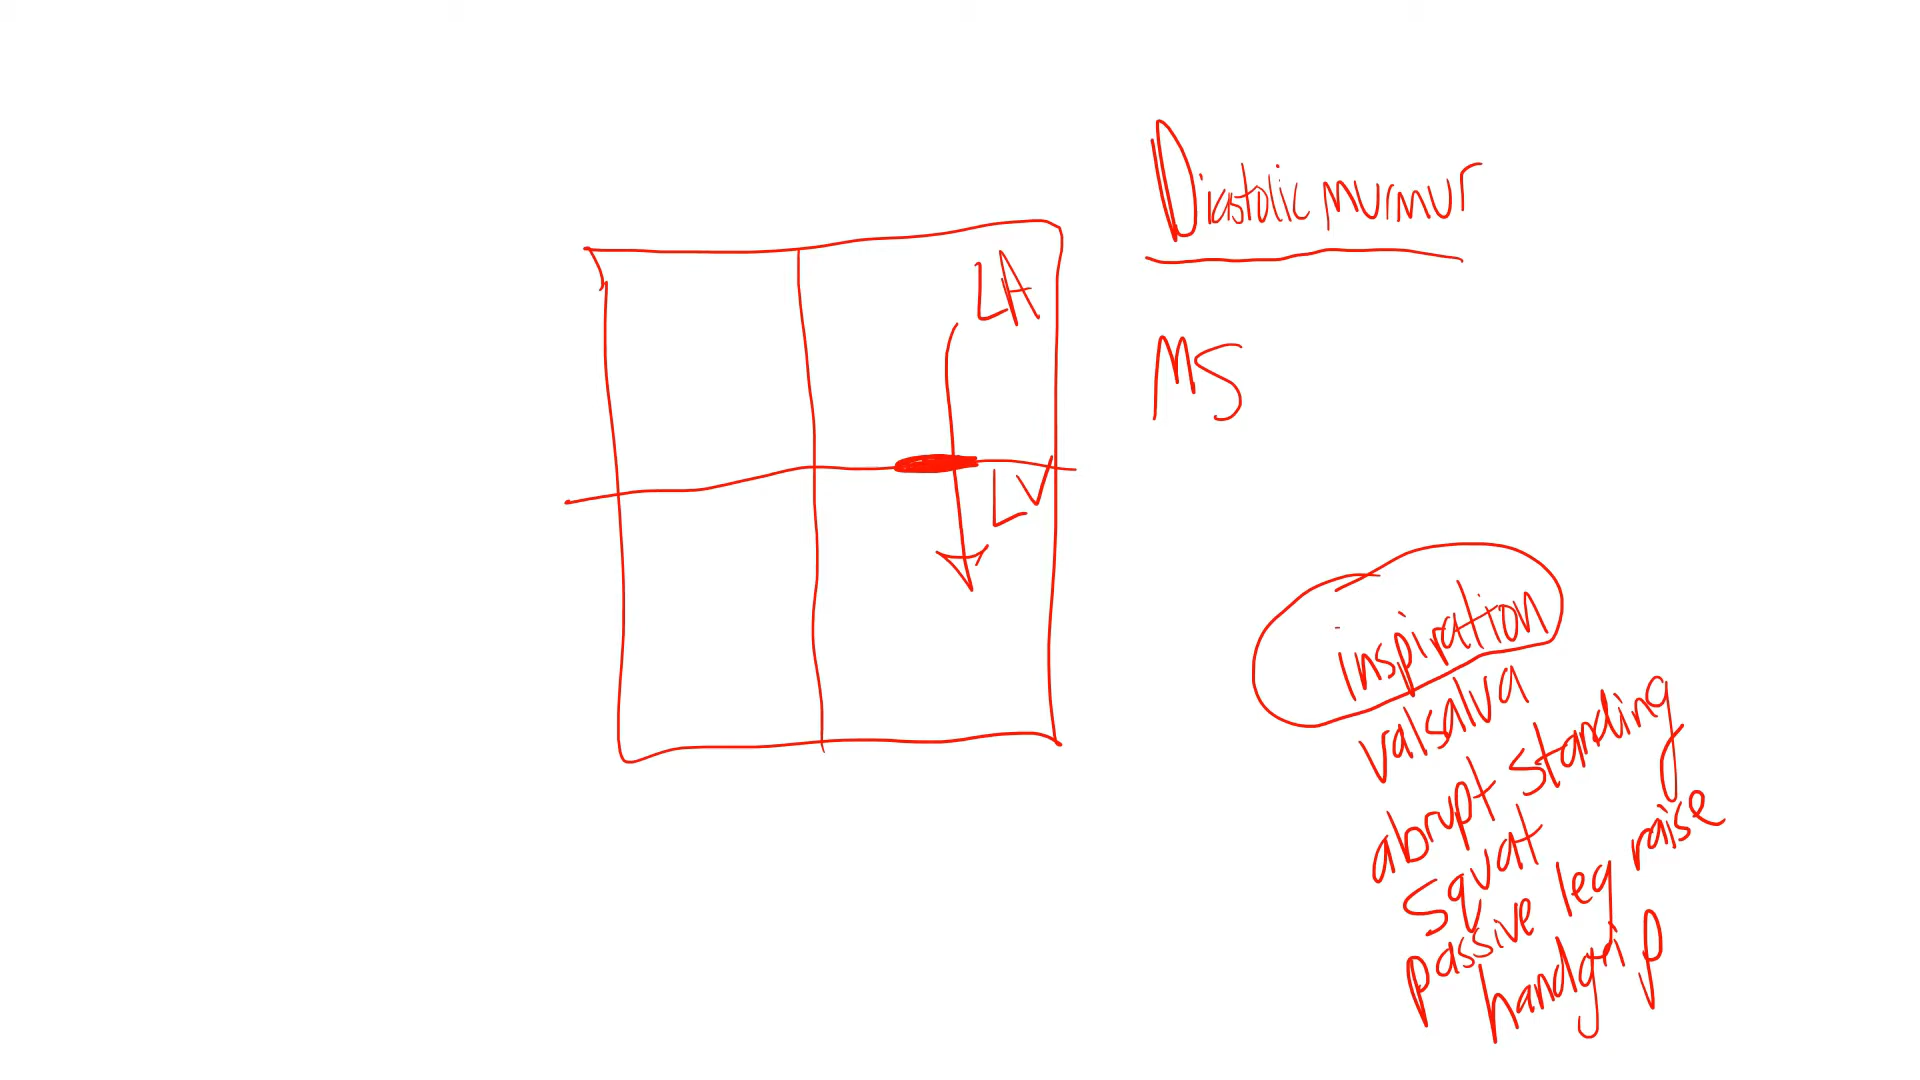 Diastolic murmur
LA
MS
LV
inspiration
valsalva
abrupt standing
squat
passive leg raise
handgrip